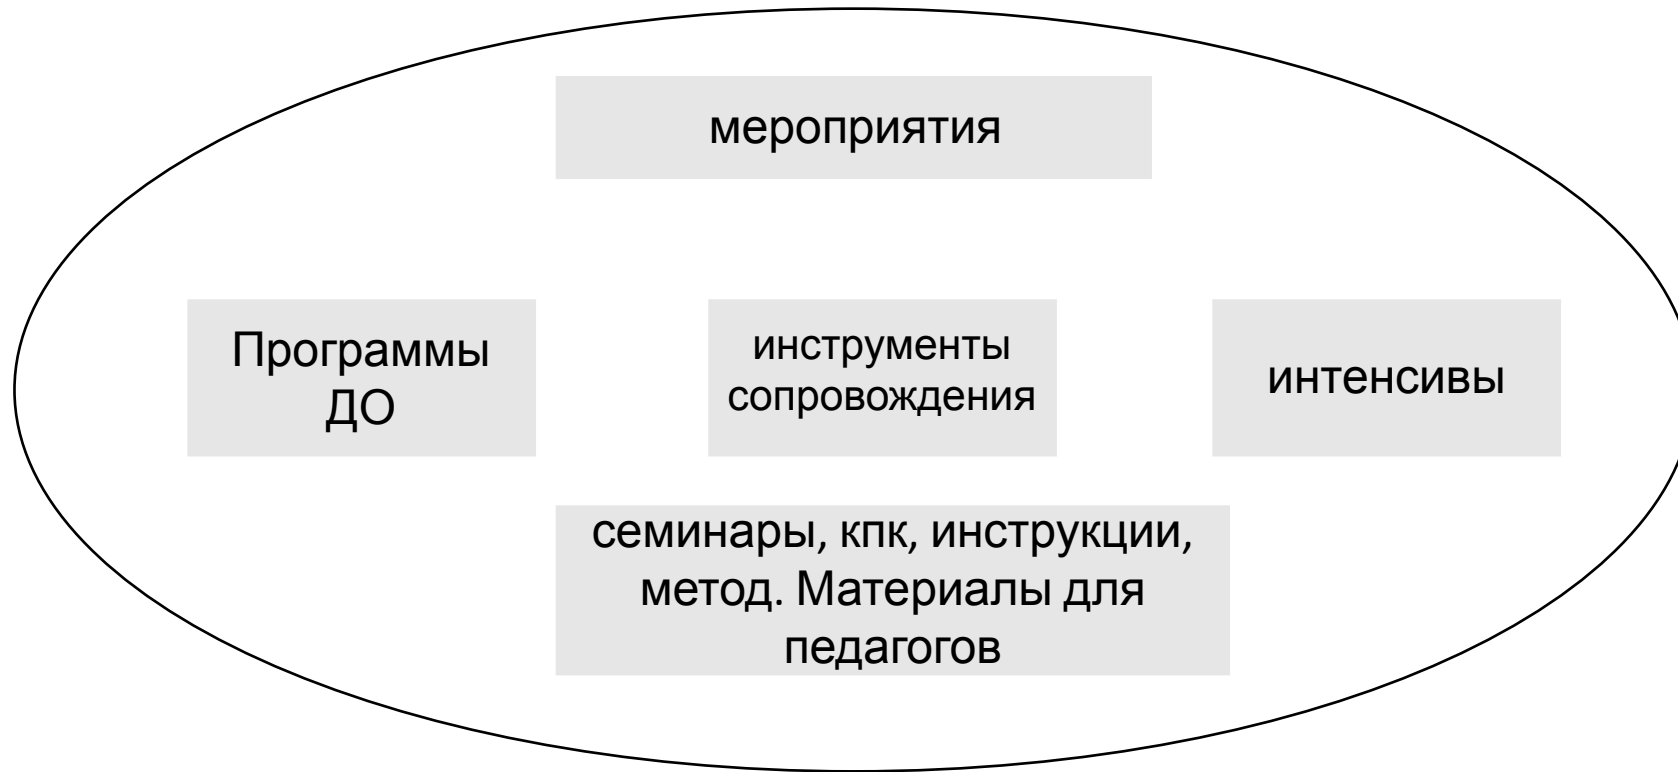 мероприятия
Программы
ДО
инструменты
сопровождения
интенсивы
семинары, кпк, инструкции,
метод. Материалы для
педагогов